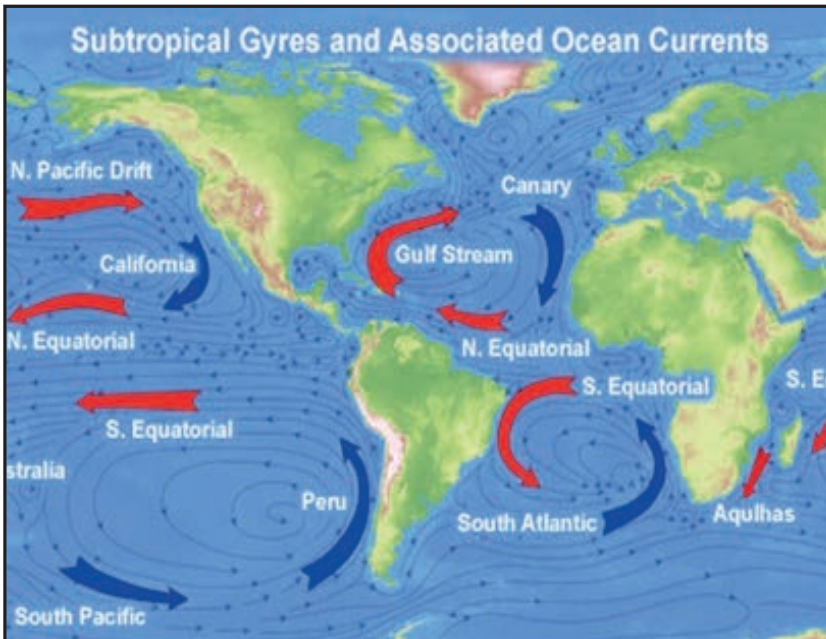 Subtropical Gyres and Associated Ocean Currents
N. Pacific Drift
Canary
California
Gulf Stream
N. Equatorial
N. Equatorial
S. Equatorial
S. E
S. Equatorial
stralia
Peru
South Atlantic
Aqulhas
South Pacific